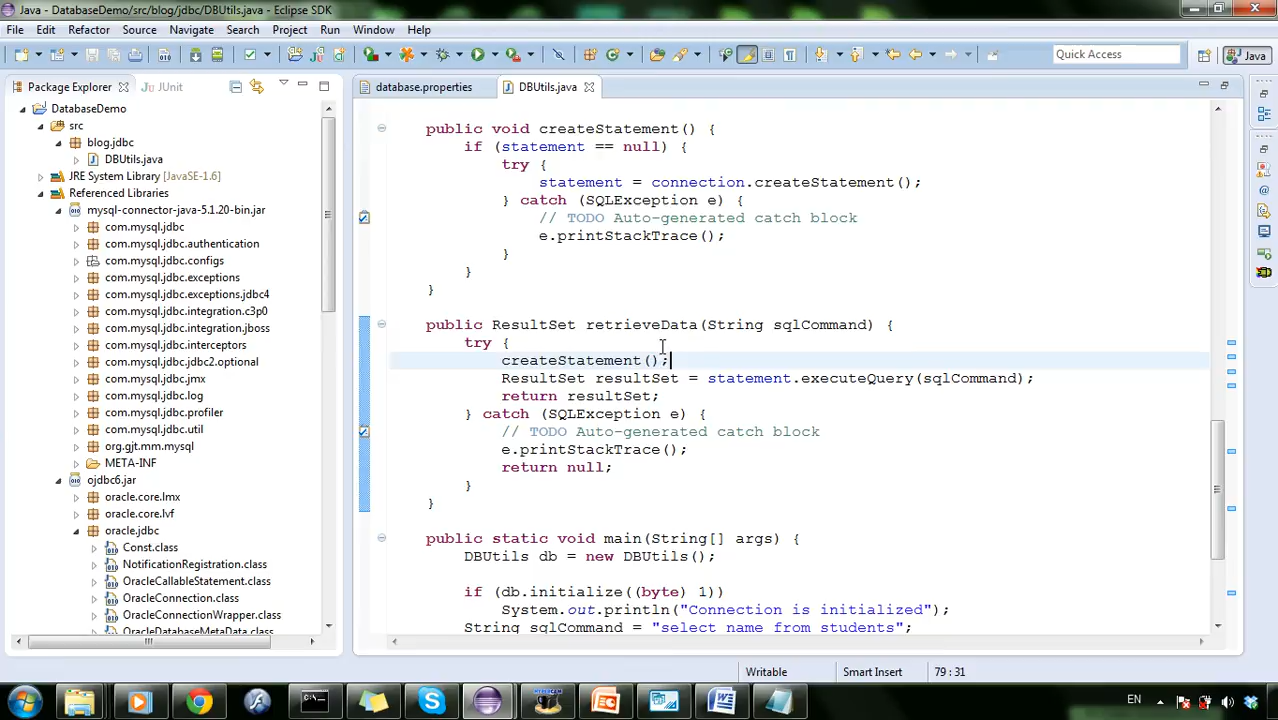 Java - DatabaseDemo/src/blog/jdbc/DBUtils.java - Eclipse SDK
File Edit Refactor Source Navigate Search Project Run Window Help
Quick Access
Java
Package Explorer
JUnit
database.properties
DBUtils.java
DatabaseDemo
src
blog.jdbc
DBUtils.java
JRE System Library [JavaSE-1.6]
Referenced Libraries
mysql-connector-java-5.1.20-bin.jar
com.mysql.jdbc
com.mysql.jdbc.authentication
com.mysql.jdbc.configs
com.mysql.jdbc.exceptions
com.mysql.jdbc.exceptions.jdbc4
com.mysql.jdbc.integration.c3p0
com.mysql.jdbc.integration.jboss
com.mysql.jdbc.interceptors
com.mysql.jdbc.jdbc2.optional
com.mysql.jdbc.jmx
com.mysql.jdbc.log
com.mysql.jdbc.profiler
com.mysql.jdbc.util
org.gjt.mm.mysql
META-INF
ojdbc6.jar
oracle.core.lmx
oracle.core.lvf
oracle.jdbc
Const.class
NotificationRegistration.class
OracleCallableStatement.class
OracleConnection.class
OracleConnectionWrapper.class
OracleDatabaseMetaData.class
public void createStatement() {
if (statement == null) {
try {
statement = connection.createStatement();
} catch (SQLException e) {
// TODO Auto-generated catch block
e.printStackTrace();
}
}
}
public ResultSet retrieveData(String sqlCommand) {
try {
createStatement();
ResultSet resultSet = statement.executeQuery(sqlCommand);
return resultSet;
} catch (SQLException e) {
// TODO Auto-generated catch block
e.printStackTrace();
return null;
}
}
public static void main(String[] args) {
DBUtils db = new DBUtils();
if (db.initialize((byte) 1))
System.out.println("Connection is initialized");
String sqlCommand = "select name from students";
Writable
Smart Insert
79 : 31
EN